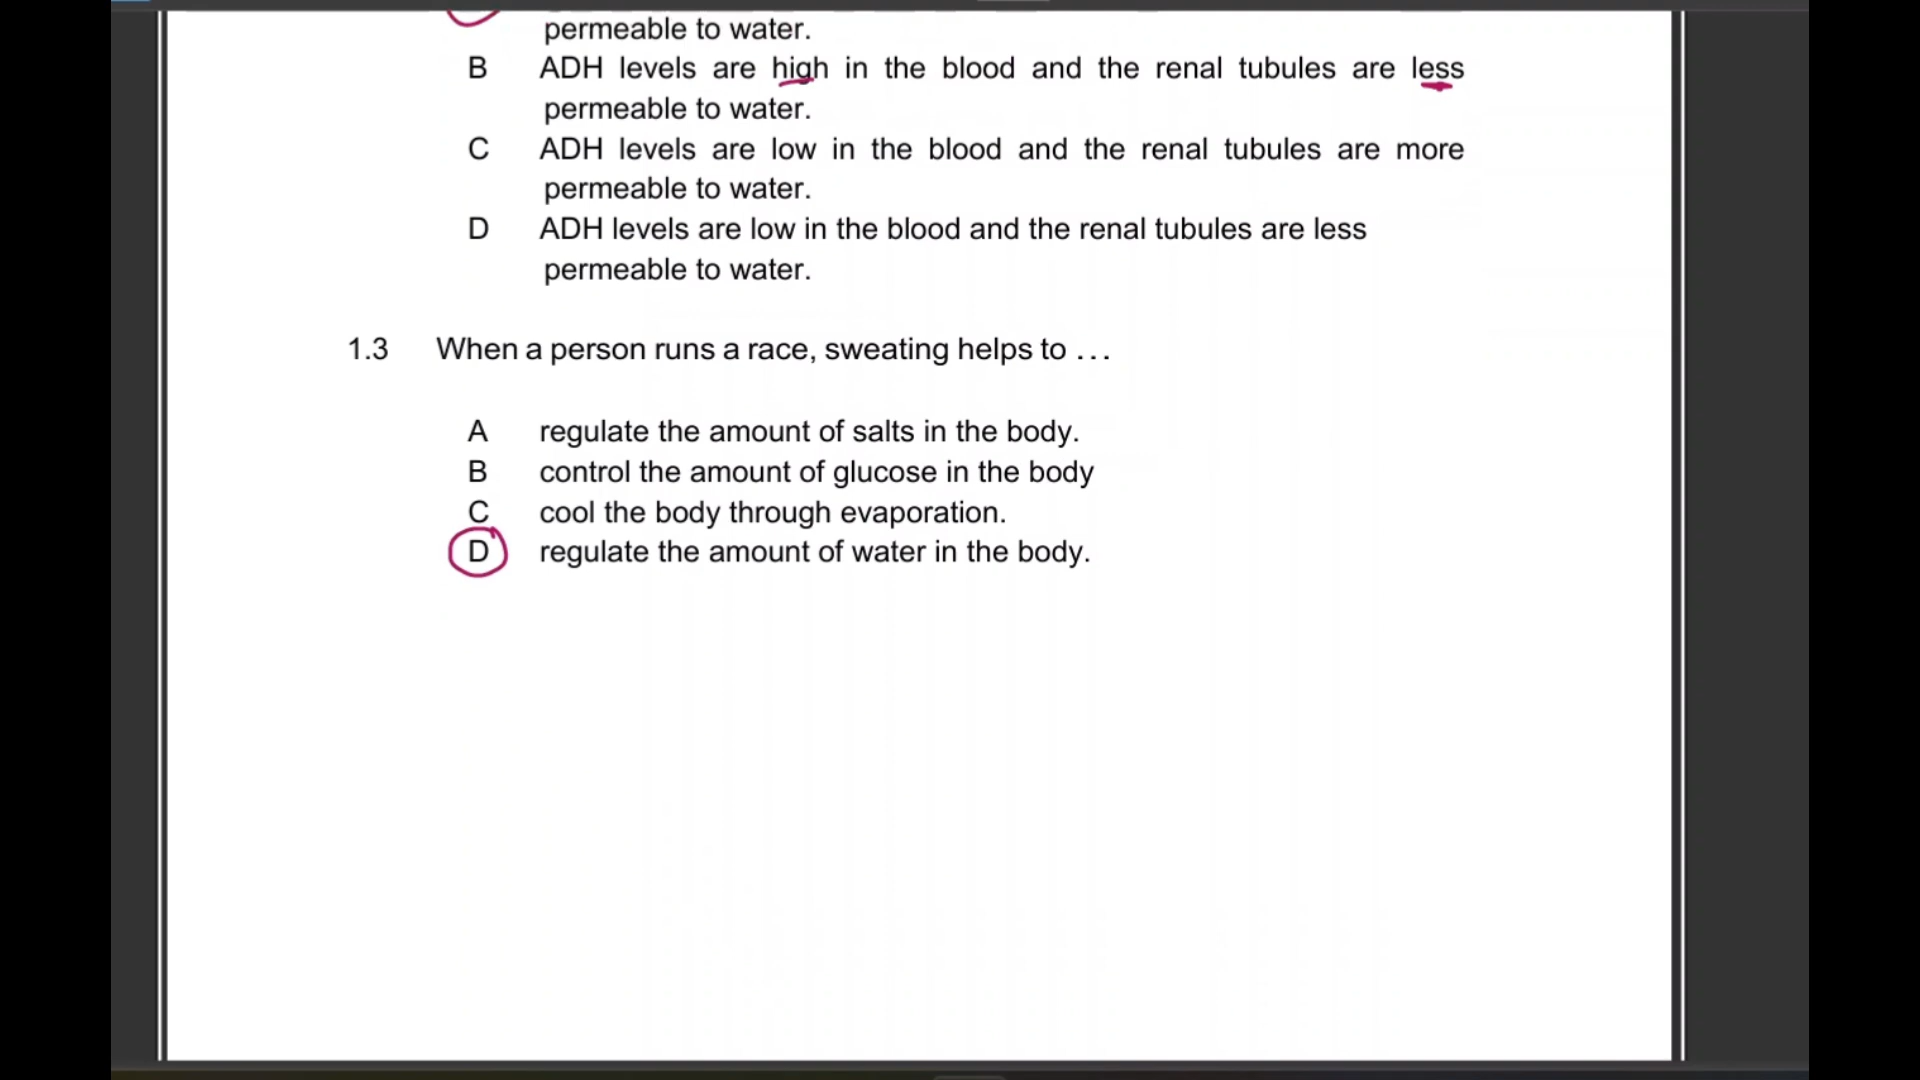 permeable to water.
B ADH levels are high in the blood and the renal tubules are less
permeable to water.
C ADH levels are low in the blood and the renal tubules are more
permeable to water.
D ADH levels are low in the blood and the renal tubules are less
permeable to water.
1.3 When a person runs a race, sweating helps to ...
A regulate the amount of salts in the body.
B control the amount of glucose in the body
C cool the body through evaporation.
D regulate the amount of water in the body.